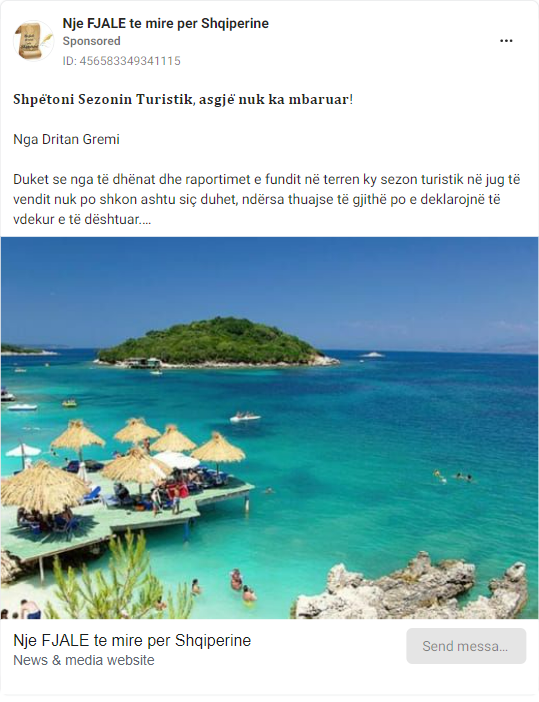 Nje FJALE te mire per Shqiperine
Sponsored
ID: 456583349341115
Shpëtoni Sezonin Turistik, asgjë nuk ka mbaruar!
Nga Dritan Gremi
Duket se nga të dhënat dhe raportimet e fundit në terren ky sezon turistik në jug të
vendit nuk po shkon ashtu siç duhet, ndërsa thuajse të gjithë po e deklarojnë të
vdekur e të dështuar....
Nje FJALE te mire per Shqiperine
News & media website
Send messa...